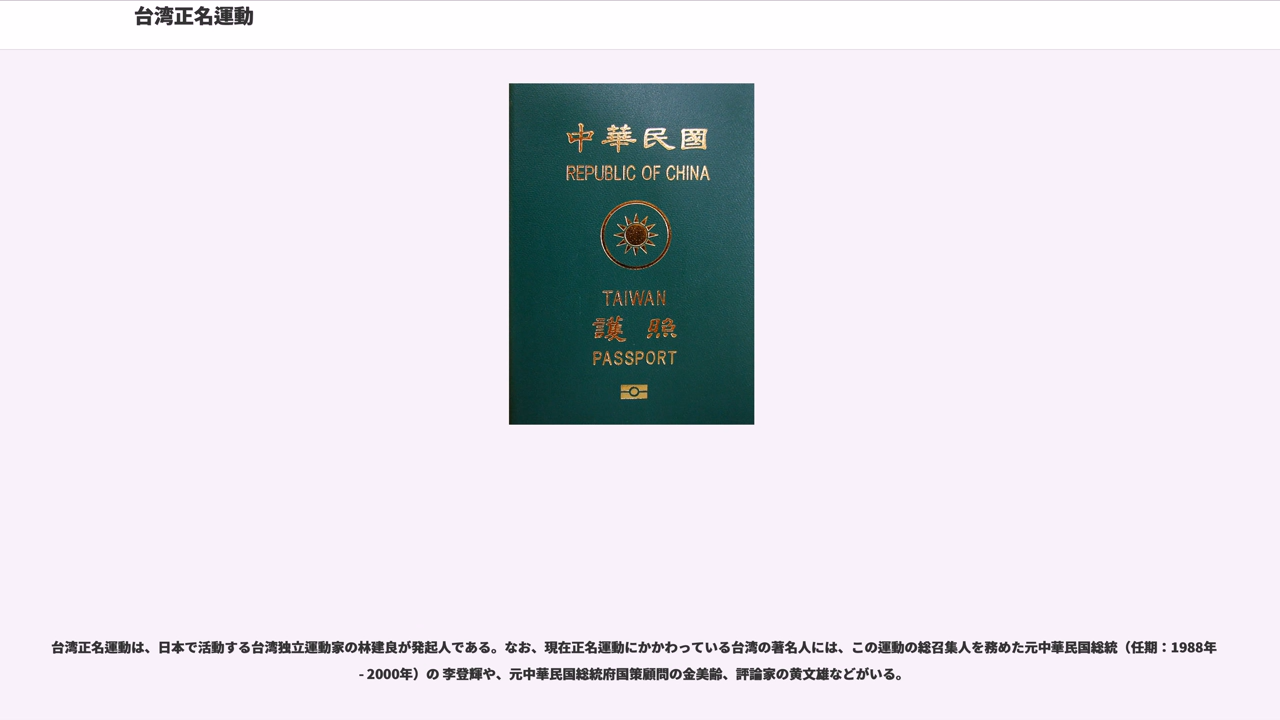 台湾正名運動
中華民國
REPUBLIC OF CHINA
TAIWAN
護照
PASSPORT
台湾正名運動は、日本で活動する台湾独立運動家の林建良が発起人である。なお、現在正名運動にかかわっている台湾の著名人には、この運動の総召集人を務めた元中華民国総統（任期：1988年
- 2000年）の 李登輝や、元中華民国総統府国策顧問の金美齢、評論家の黄文雄などがいる。